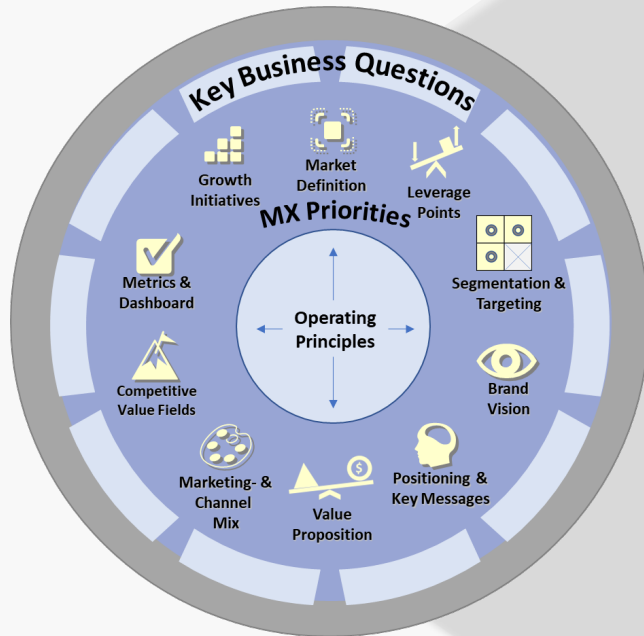 Key Business Questions
Market
Definition
Growth
Initiatives
Leverage
Points
MX Priorities
Metrics &
Dashboard
Segmentation &
Targeting
Operating
Principles
Competitive
Value Fields
Brand
Vision
Marketing- &
Channel
Mix
Positioning &
Key Messages
$
Value
Proposition